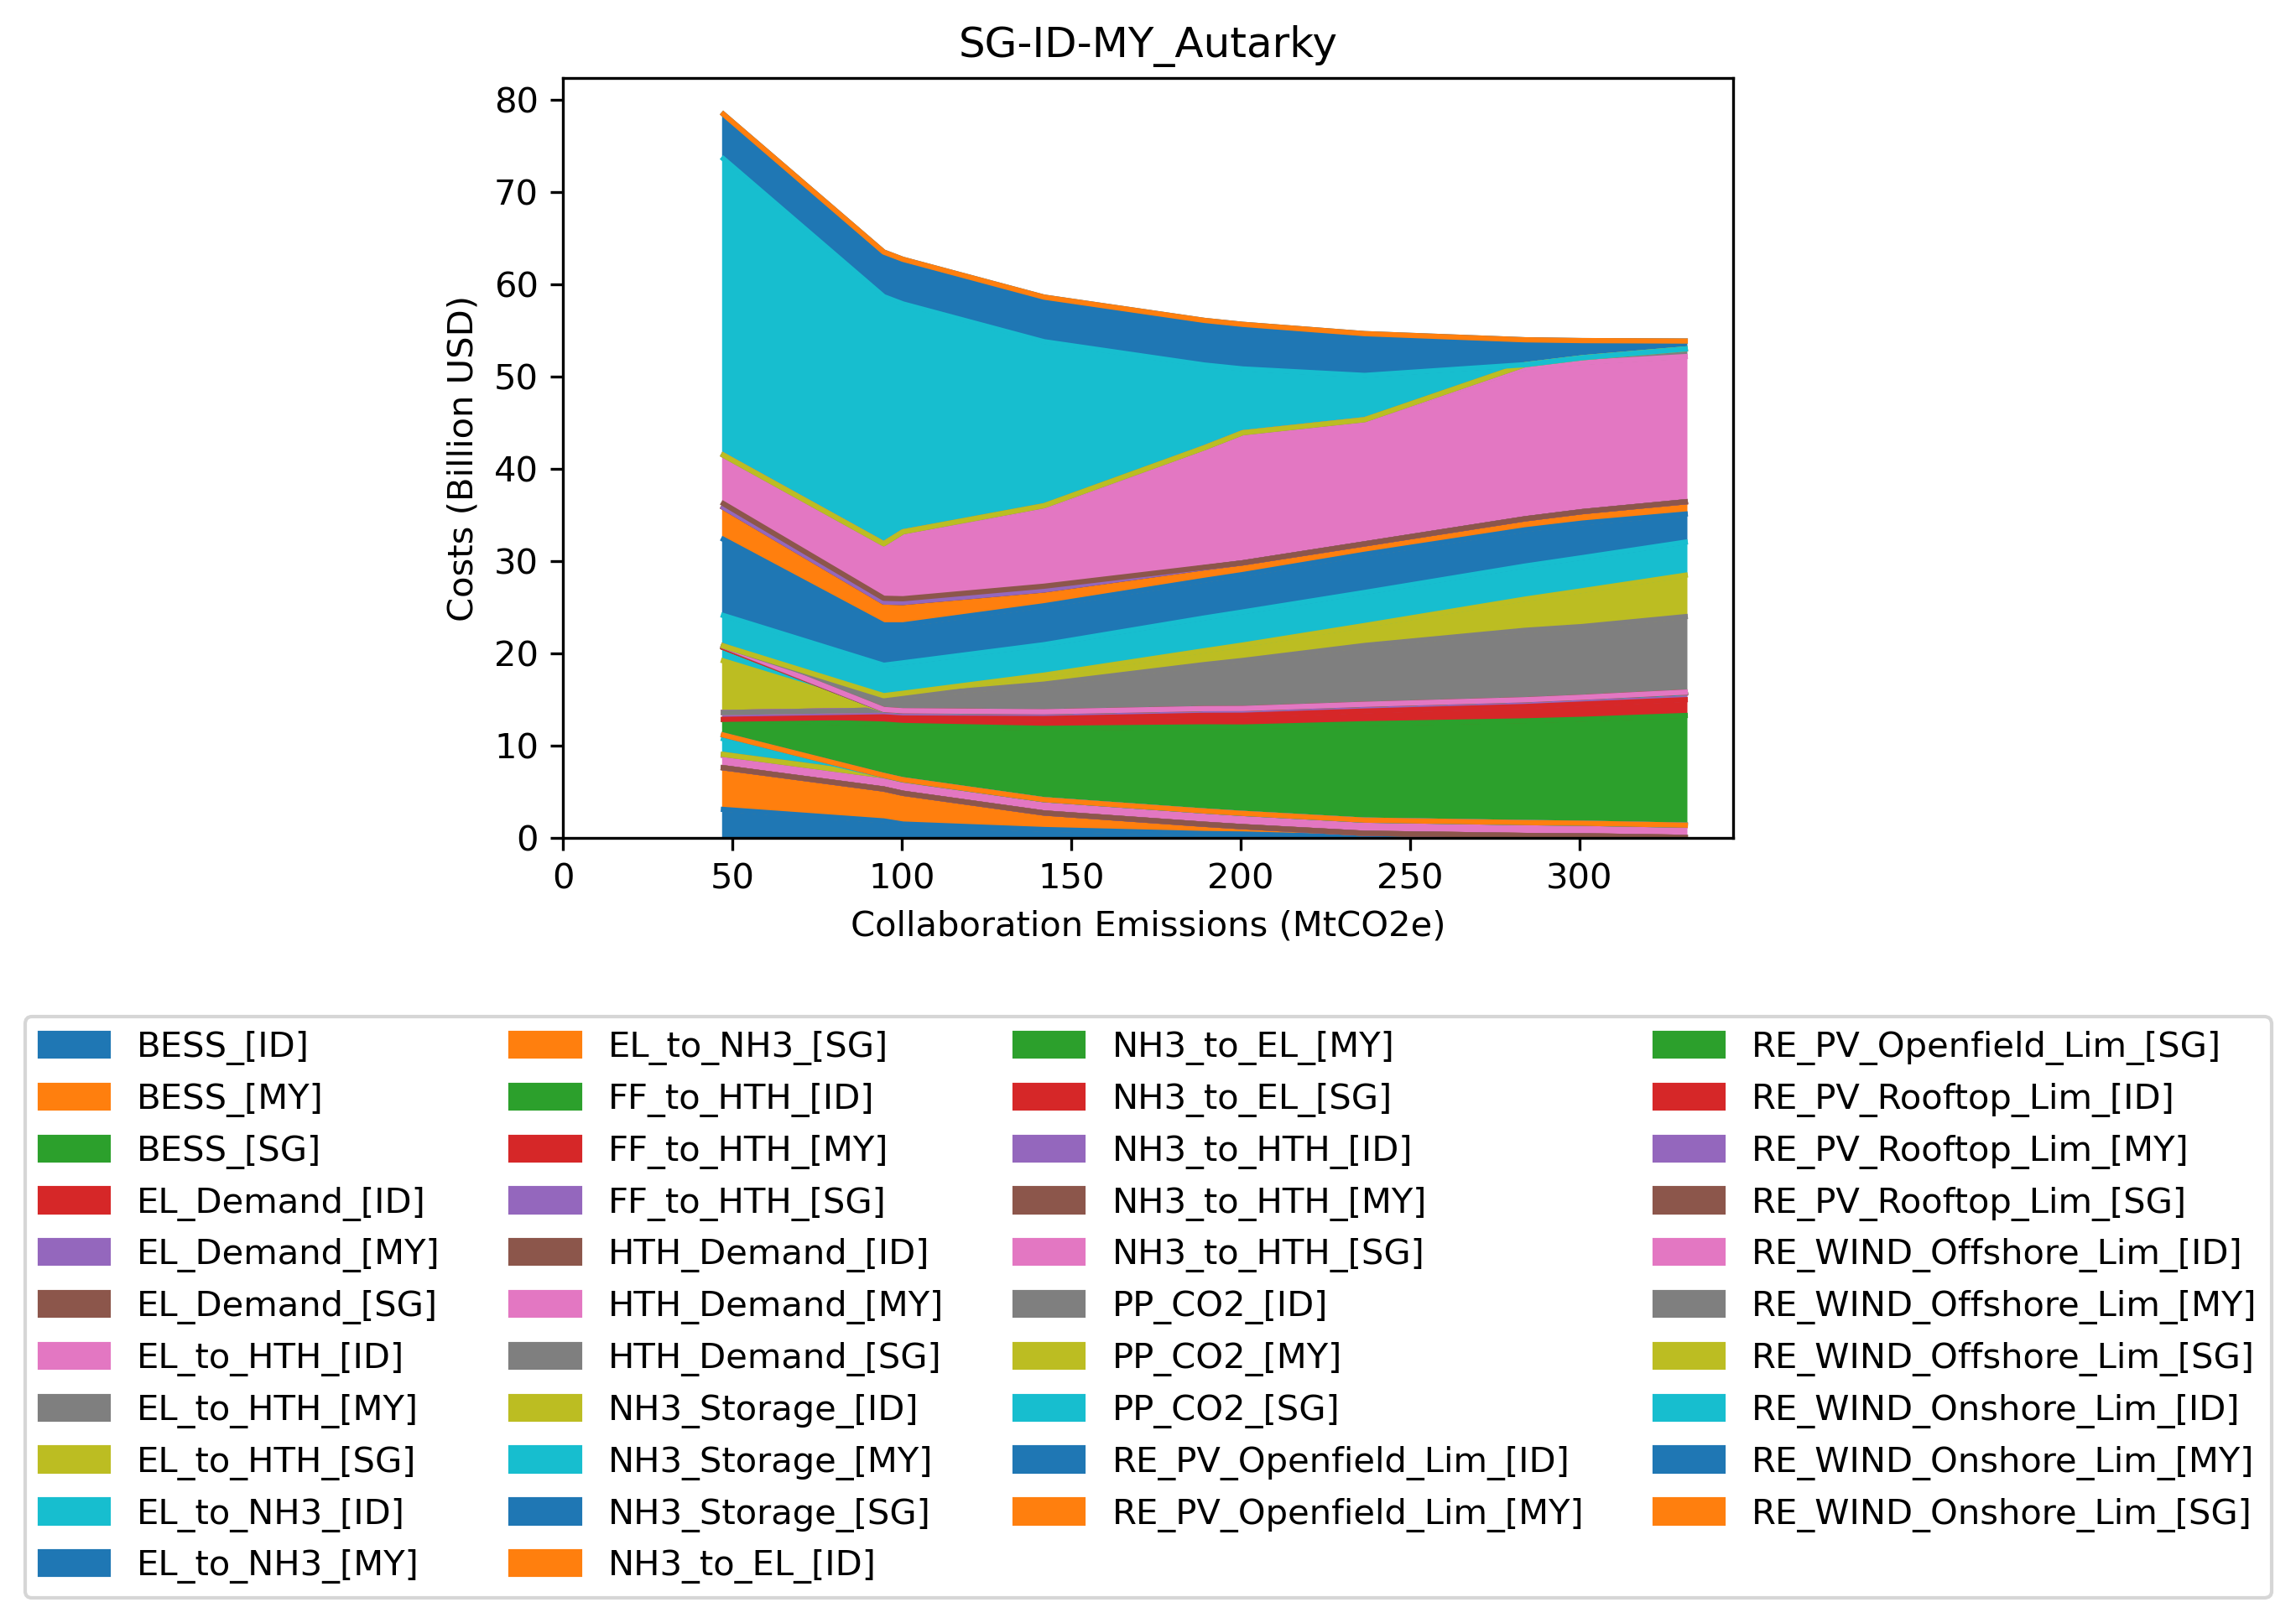 SG-ID-MY_Autarky
80
70
60
50
40
30
20
10
0
Costs (Billion USD)
0 50 100 150 200 250 300
Collaboration Emissions (MtCO2e)
BESS_[ID]
BESS_[MY]
BESS_[SG]
EL_Demand_[ID]
EL_Demand_[MY]
EL_Demand_[SG]
EL_to_HTH_[ID]
EL_to_HTH_[MY]
EL_to_HTH_[SG]
EL_to_NH3_[ID]
EL_to_NH3_[MY]
EL_to_NH3_[SG]
FF_to_HTH_[ID]
FF_to_HTH_[MY]
FF_to_HTH_[SG]
HTH_Demand_[ID]
HTH_Demand_[MY]
HTH_Demand_[SG]
NH3_Storage_[ID]
NH3_Storage_[MY]
NH3_Storage_[SG]
NH3_to_EL_[ID]
NH3_to_EL_[MY]
NH3_to_EL_[SG]
NH3_to_HTH_[ID]
NH3_to_HTH_[MY]
NH3_to_HTH_[SG]
PP_CO2_[ID]
PP_CO2_[MY]
PP_CO2_[SG]
RE_PV_Openfield_Lim_[ID]
RE_PV_Openfield_Lim_[MY]
RE_PV_Openfield_Lim_[SG]
RE_PV_Rooftop_Lim_[ID]
RE_PV_Rooftop_Lim_[MY]
RE_PV_Rooftop_Lim_[SG]
RE_WIND_Offshore_Lim_[ID]
RE_WIND_Offshore_Lim_[MY]
RE_WIND_Offshore_Lim_[SG]
RE_WIND_Onshore_Lim_[ID]
RE_WIND_Onshore_Lim_[MY]
RE_WIND_Onshore_Lim_[SG]